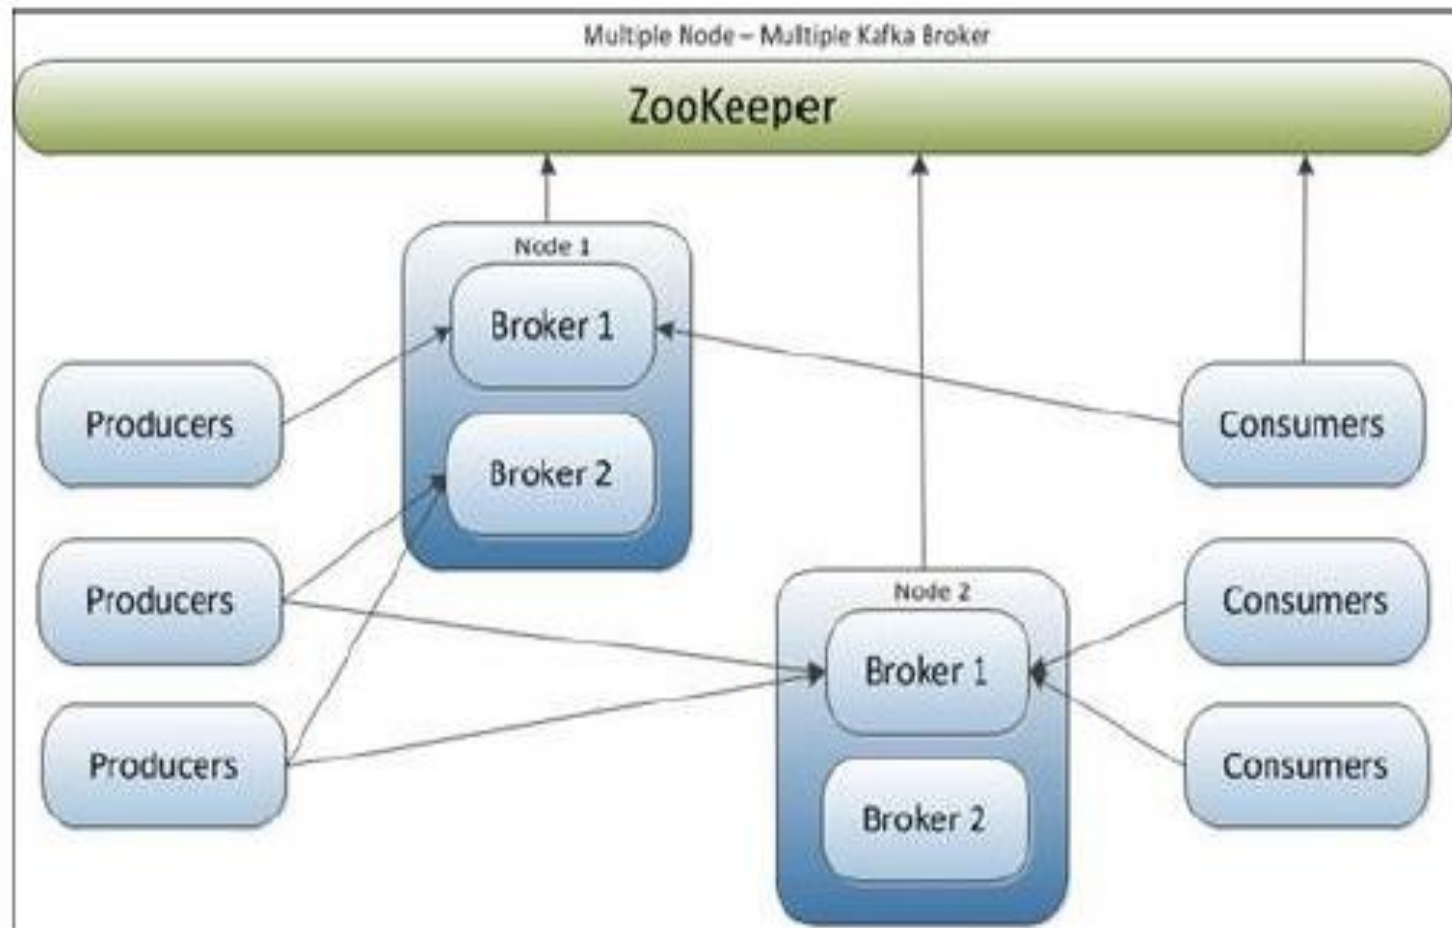 Multiple Node – Multiple Kafka Broker
ZooKeeper
Node 1
Broker 1
Broker 2
Producers
Producers
Producers
Consumers
Node 2
Broker 1
Broker 2
Consumers
Consumers